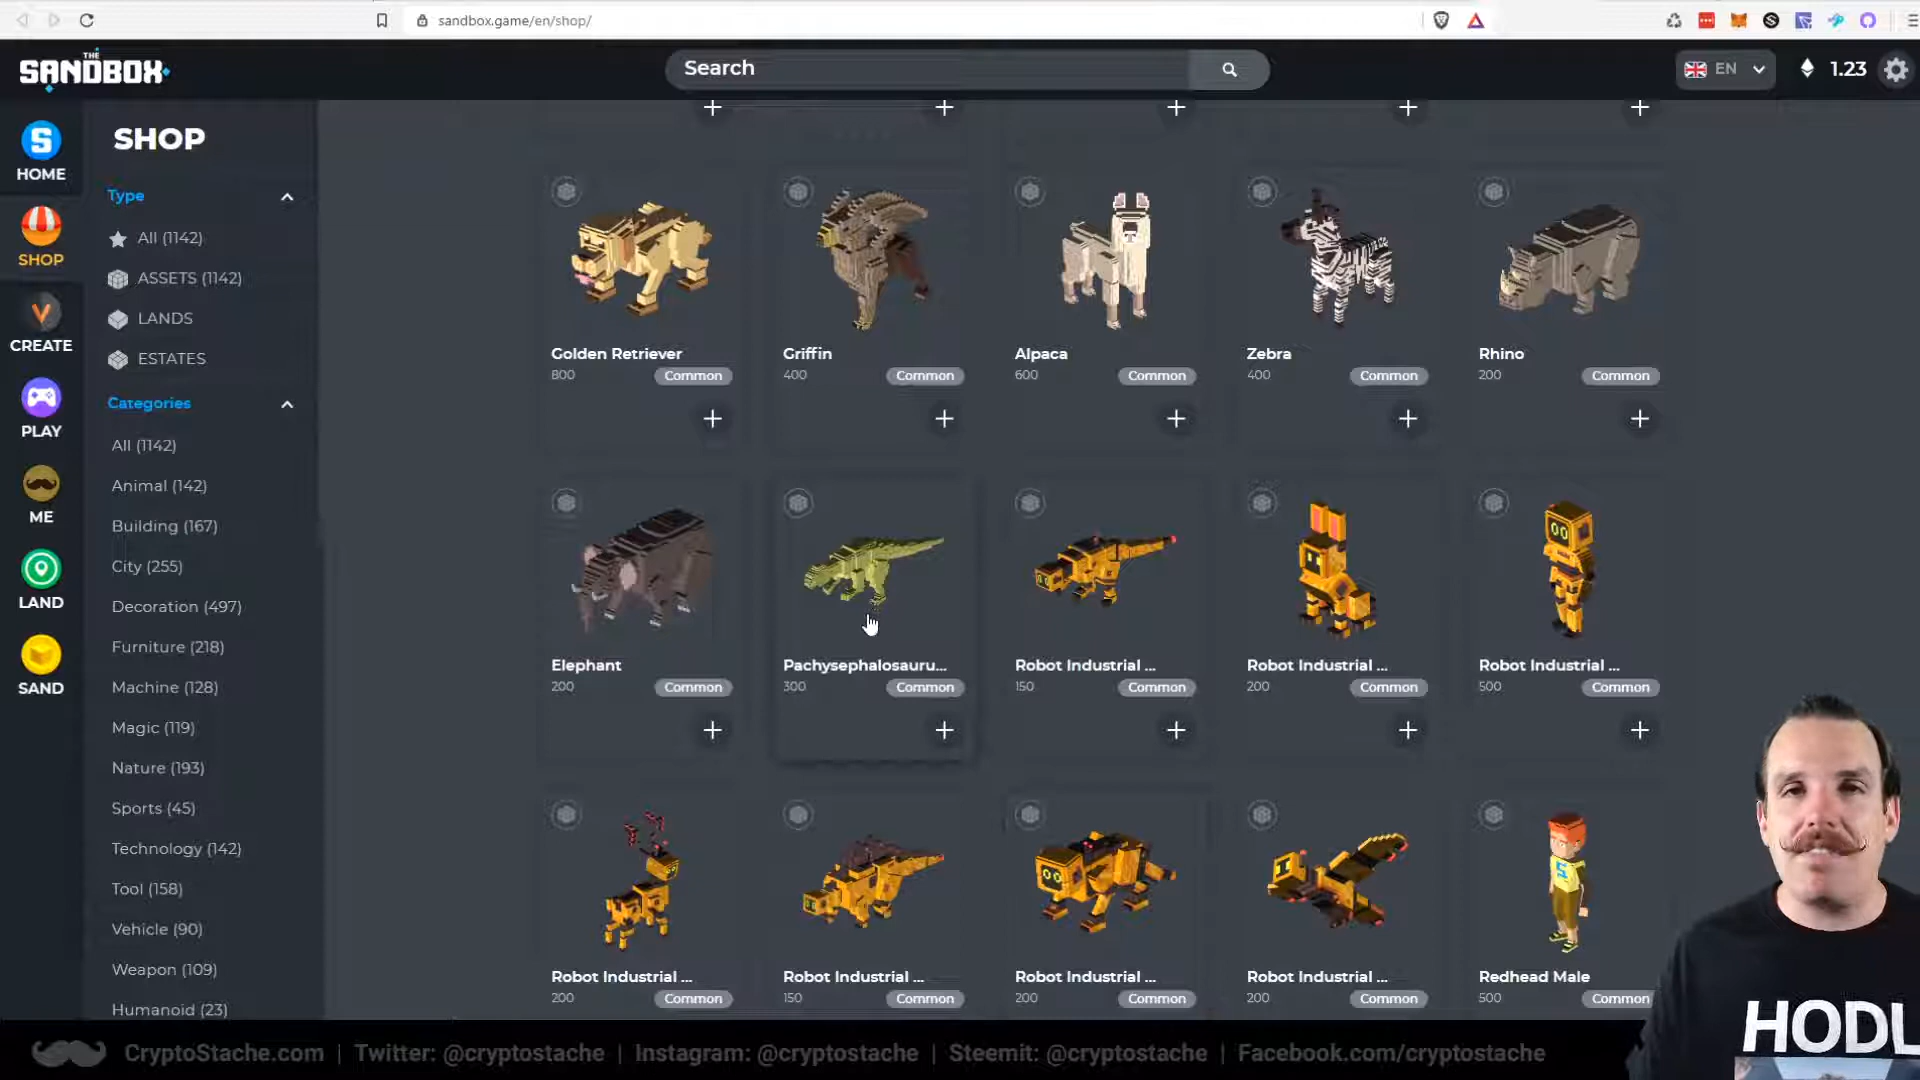 sandbox.game/en/shop/
THE
SANDBOX
Search
EN
1.23
HOME
SHOP
CREATE
PLAY
ME
LAND
SAND
SHOP
Type
All (1142)
ASSETS (1142)
LANDS
ESTATES
Categories
All (1142)
Animal (142)
Building (167)
City (255)
Decoration (497)
Furniture (218)
Machine (128)
Magic (119)
Nature (193)
Sports (45)
Technology (142)
Tool (158)
Vehicle (90)
Weapon (109)
Humanoid (23)
Golden Retriever
800 Common
Griffin
400 Common
Alpaca
600 Common
Zebra
400 Common
Rhino
200 Common
Elephant
200 Common
Pachysephalosauru...
300 Common
Robot Industrial ...
150 Common
Robot Industrial ...
200 Common
Robot Industrial ...
500 Common
Robot Industrial ...
200 Common
Robot Industrial ...
150 Common
Robot Industrial ...
200 Common
Robot Industrial ...
200 Common
Redhead Male
500 Common
HODL
CryptoStache.com | Twitter: @cryptostache | Instagram: @cryptostache | Steemit: @cryptostache | Facebook.com/cryptostache